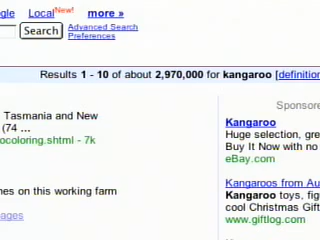 gle Local New! more »
Search Advanced Search
Preferences
Results 1 - 10 of about 2,970,000 for kangaroo [definition
Sponsore
Tasmania and New
(74 ...
ocoloring.shtml - 7k
nes on this working farm
ages
Kangaroo
Huge selection, gre
Buy It Now with no
eBay.com
Kangaroos from Au
Kangaroo toys, fig
cool Christmas Gift
www.giftlog.com